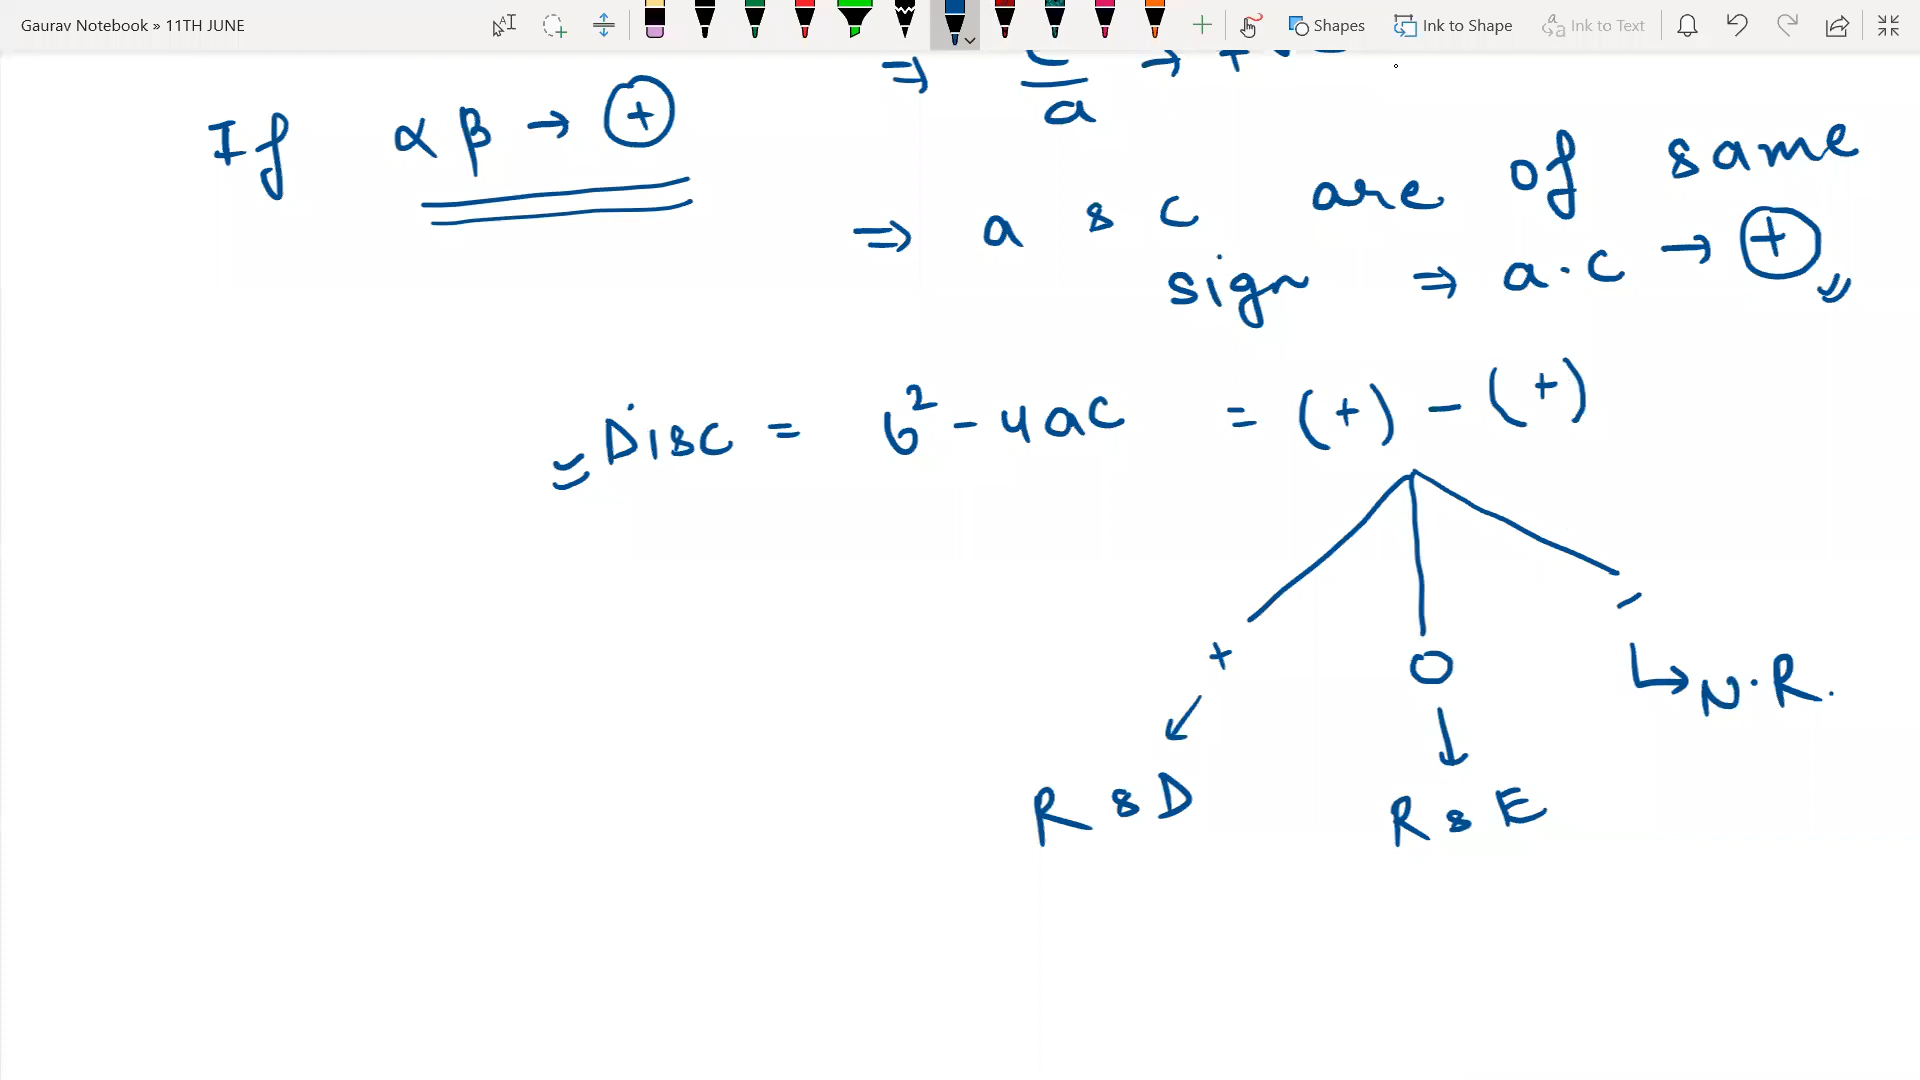 Gaurav Notebook » 11TH JUNE
Shapes
Ink to Shape
Ink to Text
If αβ → (+)
⇒ c/a → +ve
⇒ a & c are of same
sign ⇒ a.c → (+)
Disc = b² - 4ac = (+) - (+)
+ 0 -
R & D R & E N.R.